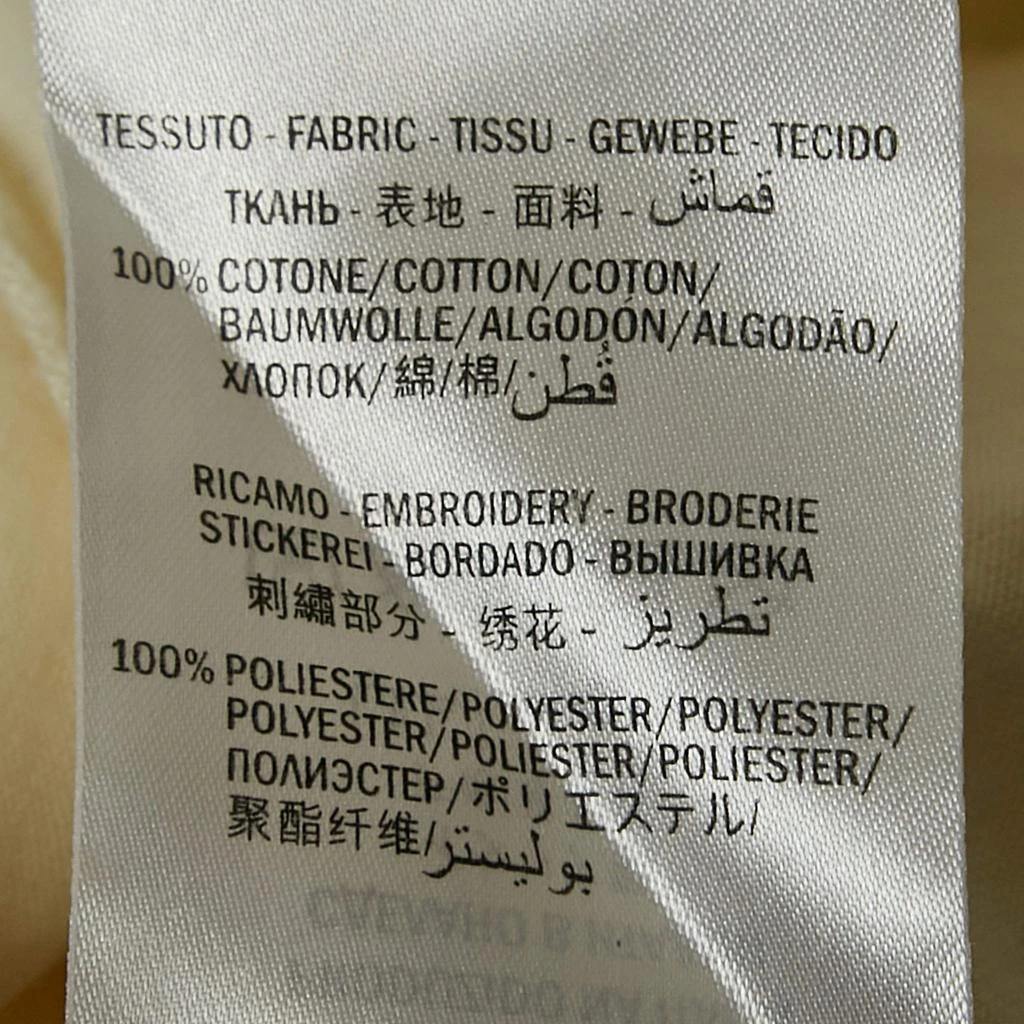 TESSUTO - FABRIC - TISSU - GEWEBE - TECIDO
ТКАНЬ - 表地 - 面料 - قماش
100% COTONE/COTTON/COTON/
BAUMWOLLE/ALGODÓN/ALGODÃO/
ХЛОПОК/綿/棉/قُطن
RICAMO - EMBROIDERY - BRODERIE
STICKEREI - BORDADO - ВЫШИВКА
刺繍部分 - 绣花 - تطريز
100% POLIESTERE/POLYESTER/POLYESTER/
POLYESTER/POLIESTER/POLIESTER/
ПОЛИЭСТЕР/ポリエステル/
聚酯纤维/بوليستر